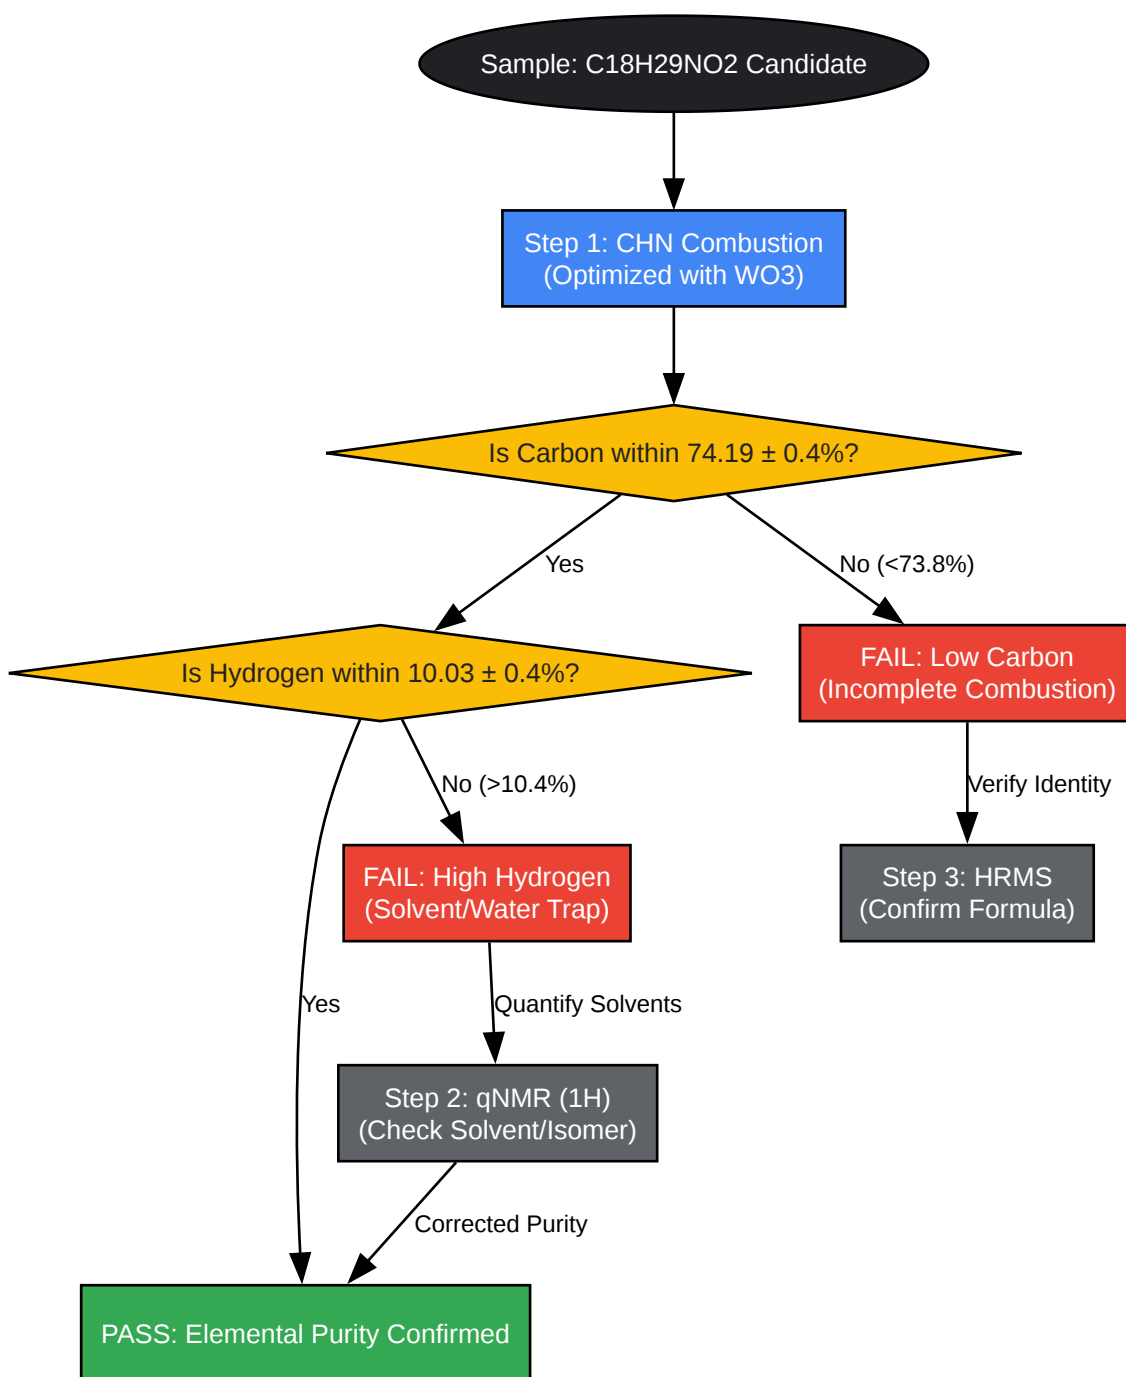 Sample: C18H29NO2 Candidate
Step 1: CHN Combustion
(Optimized with WO3)
Is Carbon within 74.19 ± 0.4%?
Yes
No (<73.8%)
Is Hydrogen within 10.03 ± 0.4%?
FAIL: Low Carbon
(Incomplete Combustion)
No (>10.4%)
Verify Identity
FAIL: High Hydrogen
(Solvent/Water Trap)
Step 3: HRMS
(Confirm Formula)
Yes
Quantify Solvents
Step 2: qNMR (1H)
(Check Solvent/Isomer)
Corrected Purity
PASS: Elemental Purity Confirmed